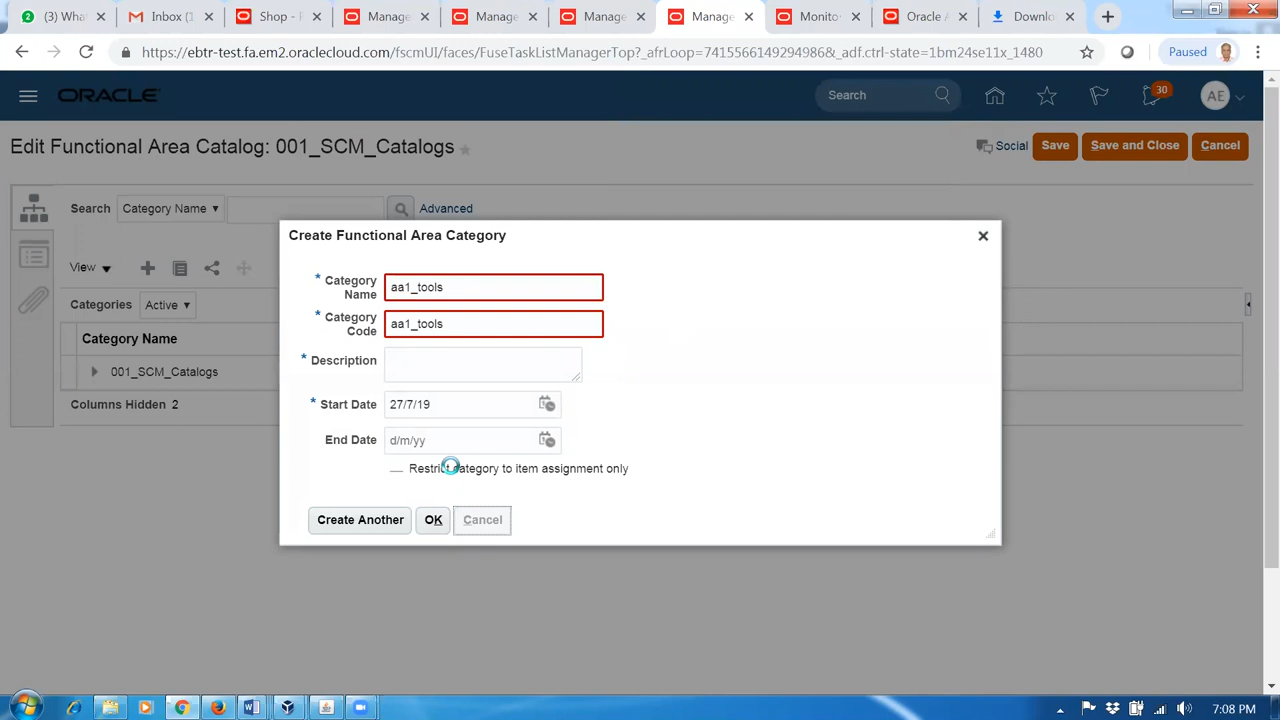 (3) Wha
Inbox
Shop -
Manage
Manage
Manage
Manage
Monito
Oracle
Downl
https://ebtr-test.fa.em2.oraclecloud.com/fscmUI/faces/FuseTaskListManagerTop?_afrLoop=7415566149294986&_adf.ctrl-state=1bm24se11x_1480
Paused
ORACLE
Search
30
AE
Edit Functional Area Catalog: 001_SCM_Catalogs
Social
Save
Save and Close
Cancel
Search
Category Name
Advanced
View
Categories
Active
Category Name
001_SCM_Catalogs
Columns Hidden 2
Create Functional Area Category
* Category Name
aa1_tools
* Category Code
aa1_tools
* Description
* Start Date
27/7/19
End Date
d/m/yy
Restrict category to item assignment only
Create Another
OK
Cancel
7:08 PM